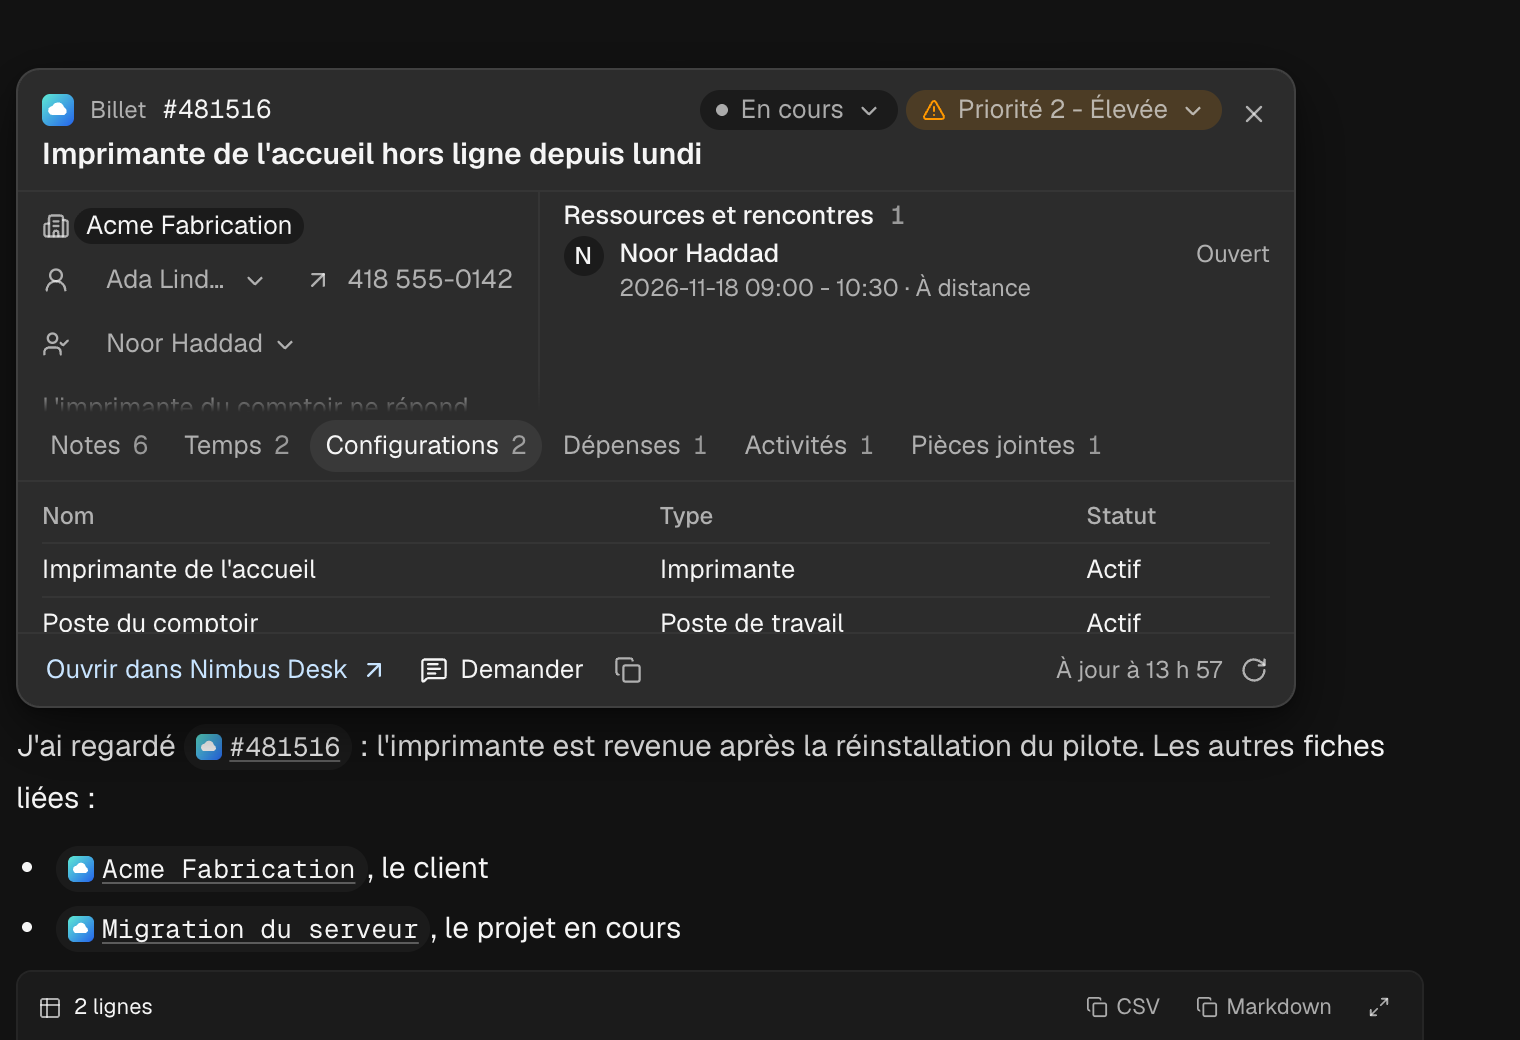 Billet #481516
En cours
Priorité 2 - Élevée
Imprimante de l'accueil hors ligne depuis lundi
Acme Fabrication
Ada Lind...
418 555-0142
Noor Haddad
L'imprimante du comptoir ne répond
Ressources et rencontres 1
N
Noor Haddad
Ouvert
2026-11-18 09:00 - 10:30 · À distance
Notes 6 Temps 2 Configurations 2 Dépenses 1 Activités 1 Pièces jointes 1
Nom Type Statut
Imprimante de l'accueil Imprimante Actif
Poste du comptoir Poste de travail Actif
Ouvrir dans Nimbus Desk Demander À jour à 13 h 57
J'ai regardé #481516 : l'imprimante est revenue après la réinstallation du pilote. Les autres fiches
liées :
• Acme Fabrication, le client
• Migration du serveur, le projet en cours
2 lignes CSV Markdown